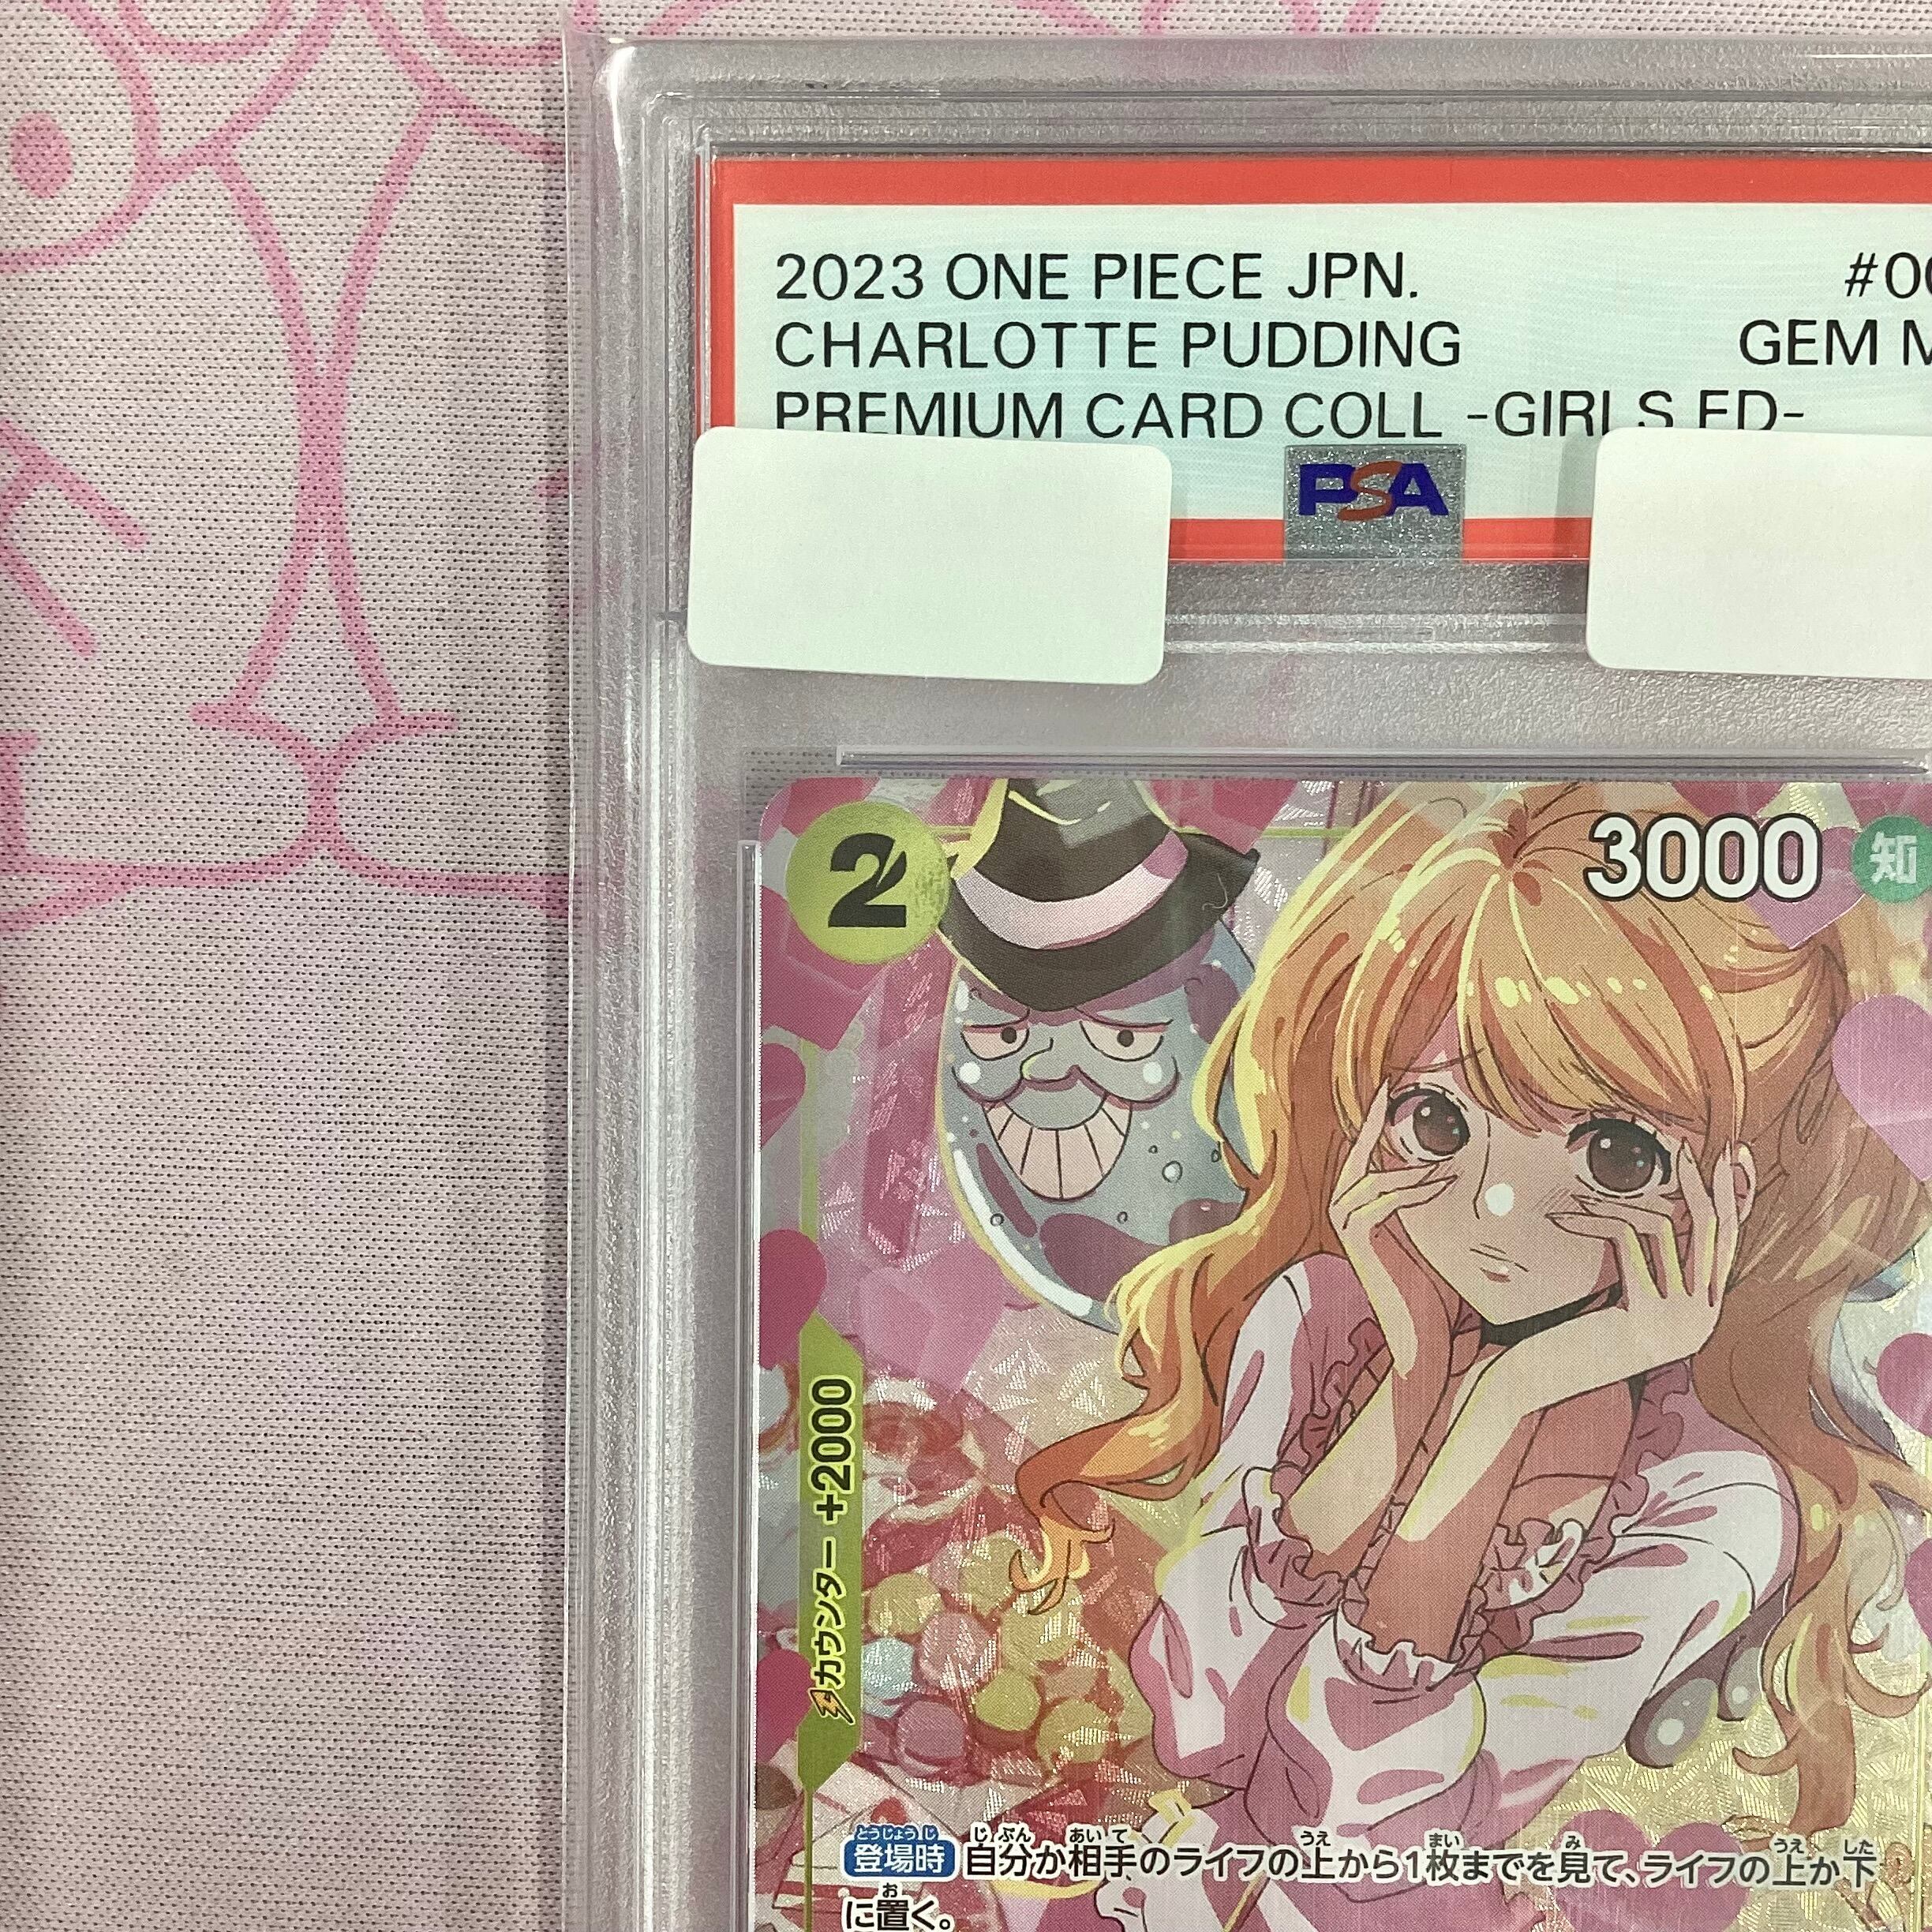 2023 ONE PIECE JPN.
#00
CHARLOTTE PUDDING
GEM M
PREMIUM CARD COLL -GIRLS ED-
PSA
2
3000
知
カウンター +2000
登場時 自分か相手のライフの上から1枚までを見て、ライフの上か下
に置く。